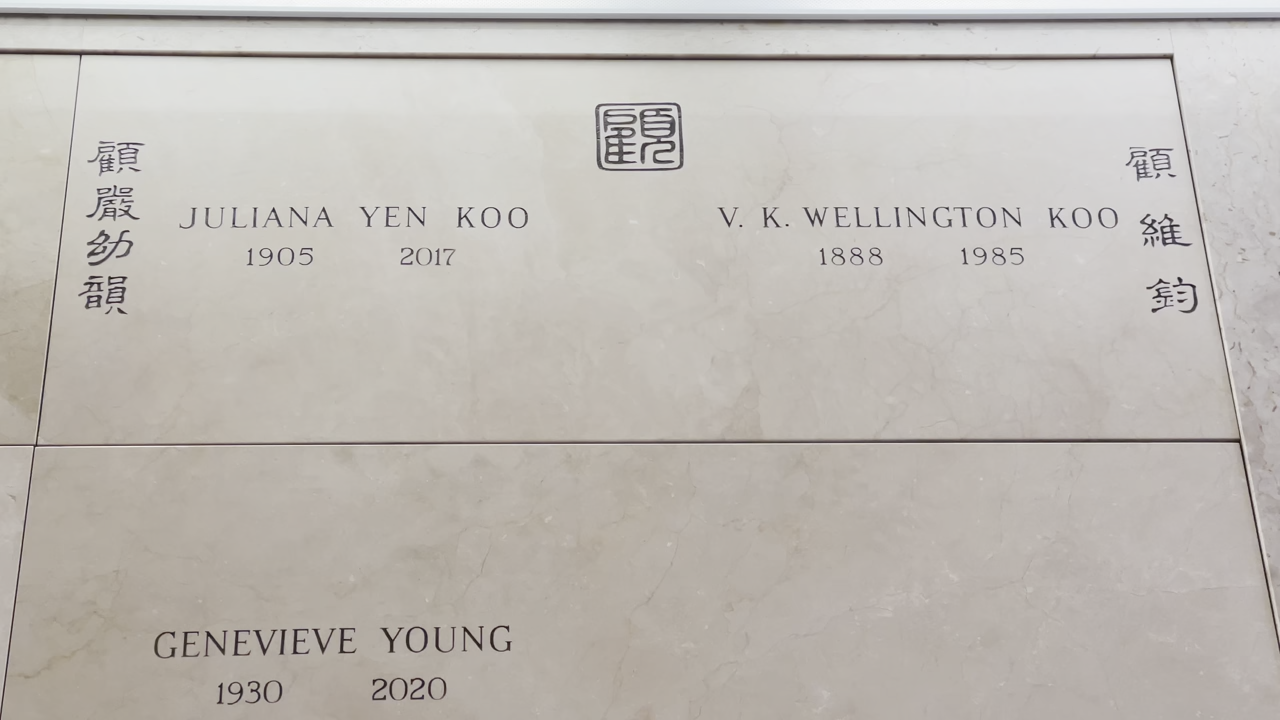 顧
顧嚴幼韻
JULIANA YEN KOO
1905 2017
V. K. WELLINGTON KOO
1888 1985
顧維鈞
GENEVIEVE YOUNG
1930 2020